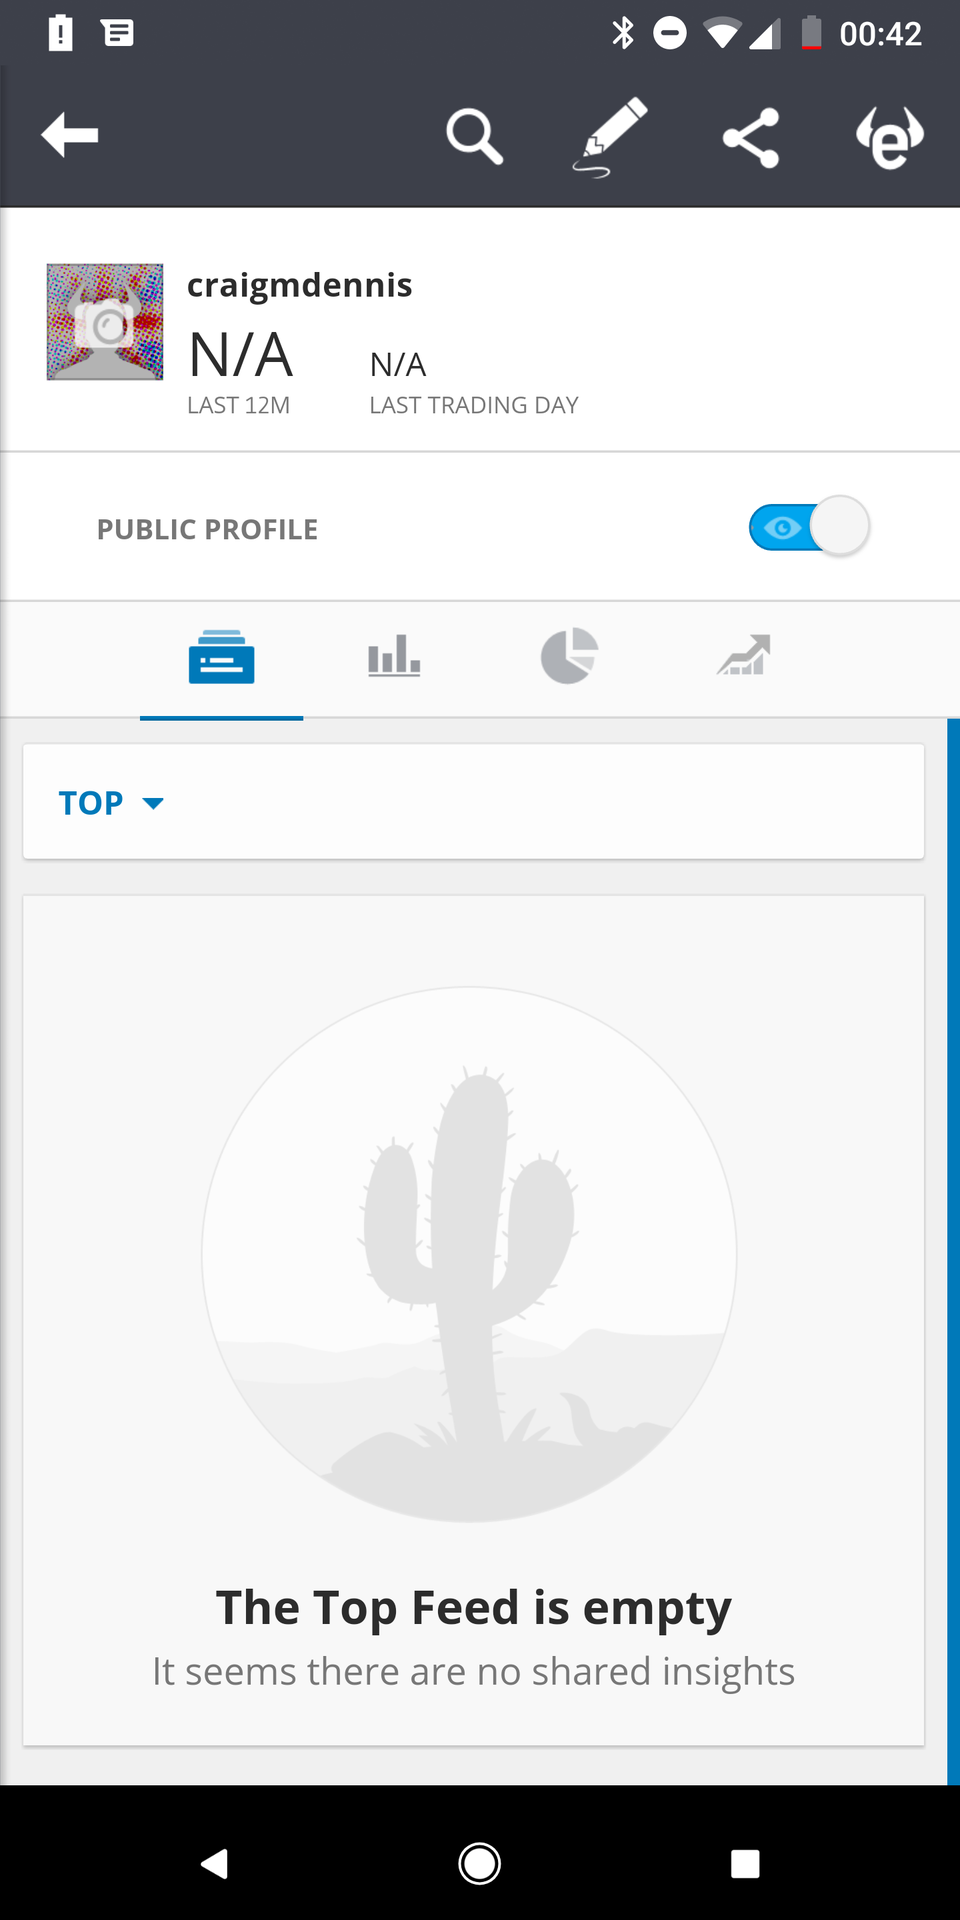 00:42
e
craigmdennis
N/A
N/A
LAST 12M
LAST TRADING DAY
PUBLIC PROFILE
TOP
The Top Feed is empty
It seems there are no shared insights